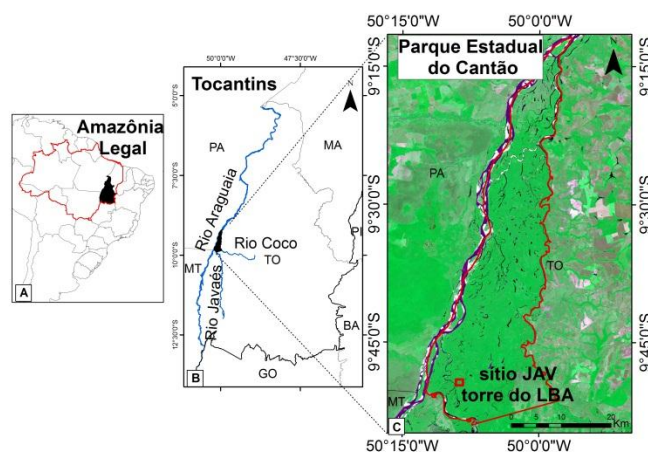 Amazônia
Legal
A
50°0'0"W
47°30'0"W
Tocantins
N
5°0'0"S
7°30'0"S
10°0'0"S
12°30'0"S
PA
MA
PI
BA
GO
MT
TO
Rio Araguaia
Rio Coco
Rio Javaés
B
50°15'0"W
50°0'0"W
Parque Estadual
do Cantão
9°15'0"S
9°15'0"S
9°30'0"S
9°30'0"S
9°45'0"S
9°45'0"S
PA
TO
MT
sítio JAV
torre do LBA
0
5
10
20
Km
C
50°15'0"W
50°0'0"W